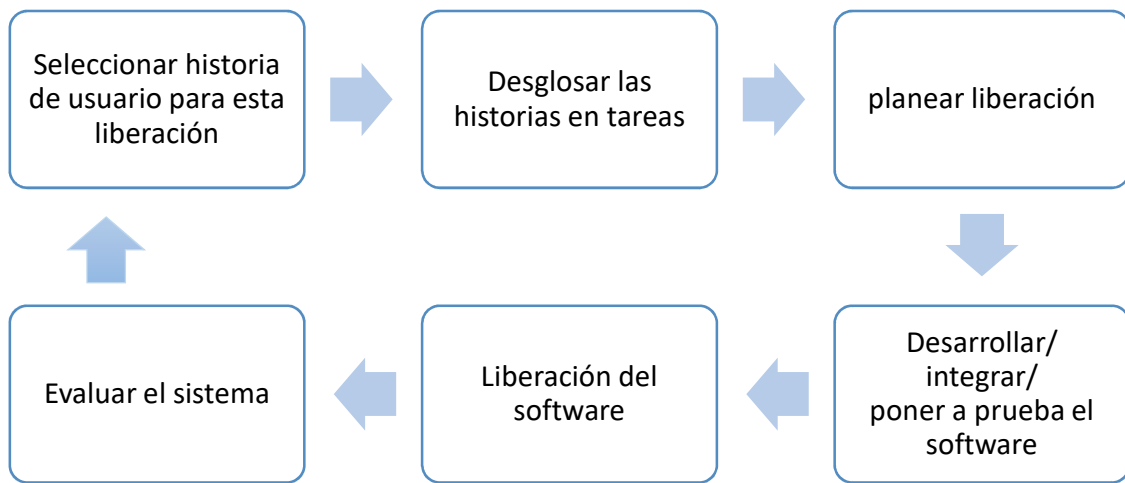 Seleccionar historia
de usuario para esta
liberación
Desglosar las
historias en tareas
planear liberación
Desarrollar/
integrar/
poner a prueba el
software
Liberación del
software
Evaluar el sistema